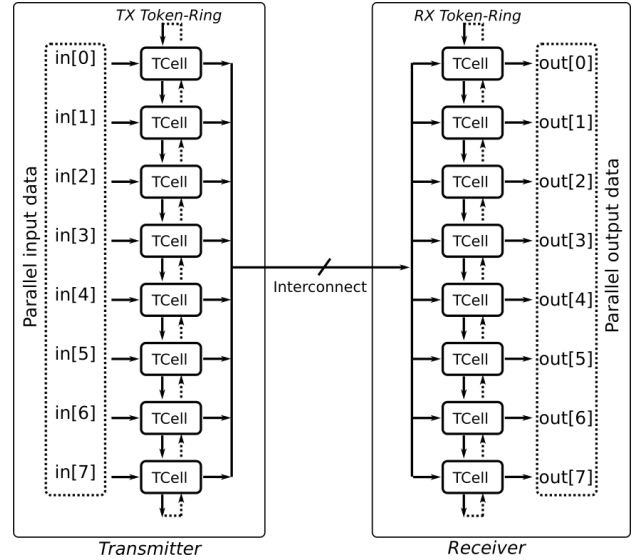 TX Token-Ring
RX Token-Ring
in[0]
TCell
TCell
out[0]
in[1]
TCell
TCell
out[1]
in[2]
TCell
TCell
out[2]
in[3]
TCell
TCell
out[3]
Parallel input data
Interconnect
Parallel output data
in[4]
TCell
TCell
out[4]
in[5]
TCell
TCell
out[5]
in[6]
TCell
TCell
out[6]
in[7]
TCell
TCell
out[7]
Transmitter
Receiver